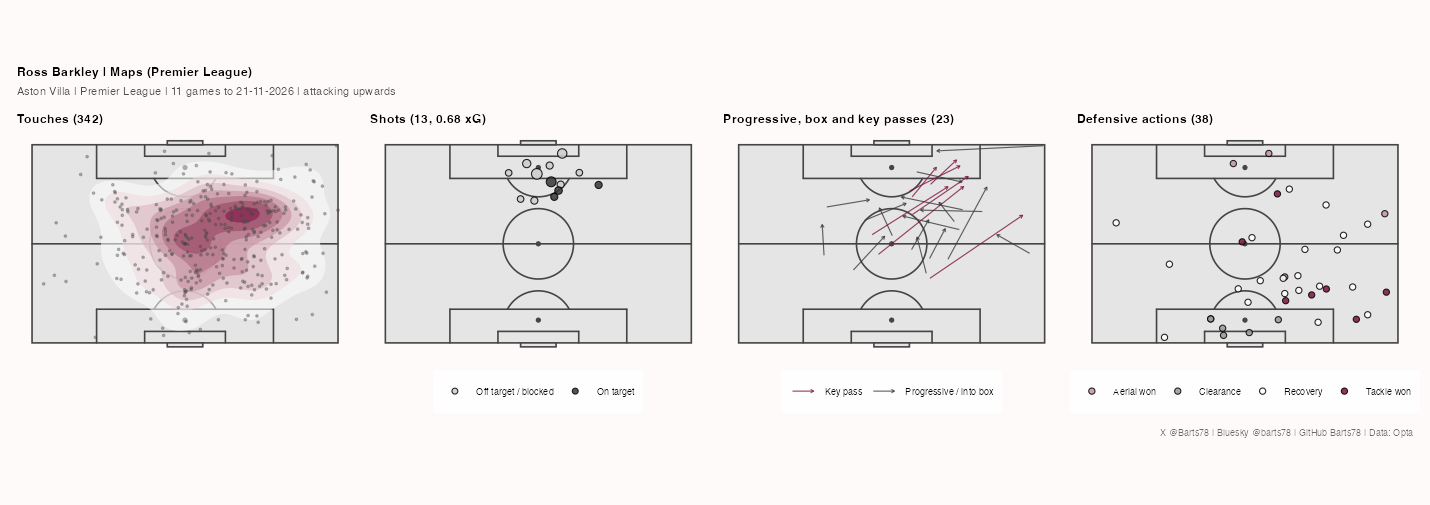 Ross Barkley | Maps (Premier League)
Aston Villa | Premier League | 11 games to 21-11-2026 | attacking upwards
Touches (342)
Shots (13, 0.68 xG)
Progressive, box and key passes (23)
Defensive actions (38)
Off target / blocked
On target
Key pass
Progressive / into box
Aerial won
Clearance
Recovery
Tackle won
X @Barts78 | Bluesky @barts78 | GitHub Barts78 | Data: Opta